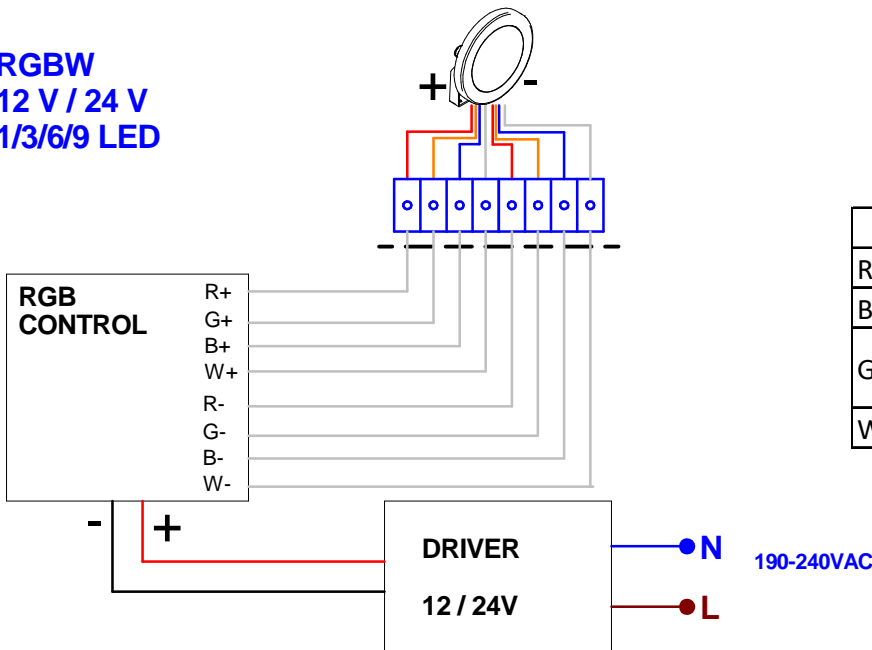 RGBW
12 V / 24 V
1/3/6/9 LED
+ -
RGB
CONTROL
R+
G+
B+
W+
R-
G-
B-
W-
- +
DRIVER
12 / 24V
N
L
190-240VAC
R
B
G
W